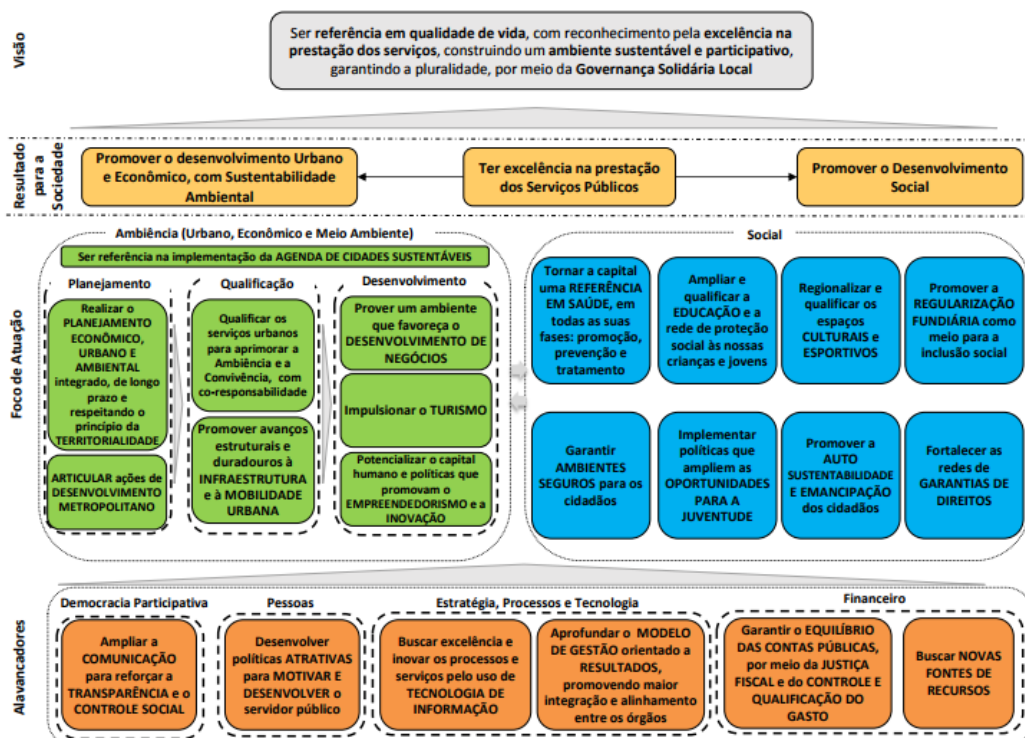 Visão
Ser referência em qualidade de vida, com reconhecimento pela excelência na
prestação dos serviços, construindo um ambiente sustentável e participativo,
garantindo a pluralidade, por meio da Governança Solidária Local
Resultado
para a
Sociedade
Promover o desenvolvimento Urbano
e Econômico, com Sustentabilidade
Ambiental
Ter excelência na prestação
dos Serviços Públicos
Promover o Desenvolvimento
Social
Foco de Atuação
Ambiência (Urbano, Econômico e Meio Ambiente)
Ser referência na implementação da AGENDA DE CIDADES SUSTENTÁVEIS
Planejamento
Realizar o
PLANEJAMENTO
ECONÔMICO,
URBANO E
AMBIENTAL
integrado, de longo
prazo e
respeitando o
princípio da
TERRITORIALIDADE
ARTICULAR ações de
DESENVOLVIMENTO
METROPOLITANO
Qualificação
Qualificar os
serviços urbanos
para aprimorar a
Ambiência e a
Convivência, com
co-responsabilidade
Promover avanços
estruturais e
duradouros à
INFRAESTRUTURA
e à MOBILIDADE
URBANA
Desenvolvimento
Prover um ambiente
que favoreça o
DESENVOLVIMENTO DE
NEGÓCIOS
Impulsionar o TURISMO
Potencializar o capital
humano e políticas que
promovam o
EMPREENDEDORISMO e a
INOVAÇÃO
Social
Tornar a capital
uma REFERÊNCIA
EM SAÚDE, em
todas as suas
fases: promoção,
prevenção e
tratamento
Ampliar e
qualificar a
EDUCAÇÃO e a
rede de proteção
social às nossas
crianças e jovens
Regionalizar e
qualificar os
espaços
CULTURAIS e
ESPORTIVOS
Promover a
REGULARIZAÇÃO
FUNDIÁRIA como
meio para a
inclusão social
Garantir
AMBIENTES
SEGUROS para os
cidadãos
Implementar
políticas que
ampliem as
OPORTUNIDADES
PARA A
JUVENTUDE
Promover a
AUTO
SUSTENTABILIDADE
E EMANCIPAÇÃO
dos cidadãos
Fortalecer as
redes de
GARANTIAS DE
DIREITOS
Alavancadores
Democracia Participativa
Ampliar a
COMUNICAÇÃO
para reforçar a
TRANSPARÊNCIA e o
CONTROLE SOCIAL
Pessoas
Desenvolver
políticas ATRATIVAS
para MOTIVAR E
DESENVOLVER o
servidor público
Estratégia, Processos e Tecnologia
Buscar excelência e
inovar os processos e
serviços pelo uso de
TECNOLOGIA DE
INFORMAÇÃO
Aprofundar o MODELO
DE GESTÃO orientado a
RESULTADOS,
promovendo maior
integração e alinhamento
entre os órgãos
Financeiro
Garantir o EQUILÍBRIO
DAS CONTAS PÚBLICAS,
por meio da JUSTIÇA
FISCAL e do CONTROLE E
QUALIFICAÇÃO DO
GASTO
Buscar NOVAS
FONTES DE
RECURSOS